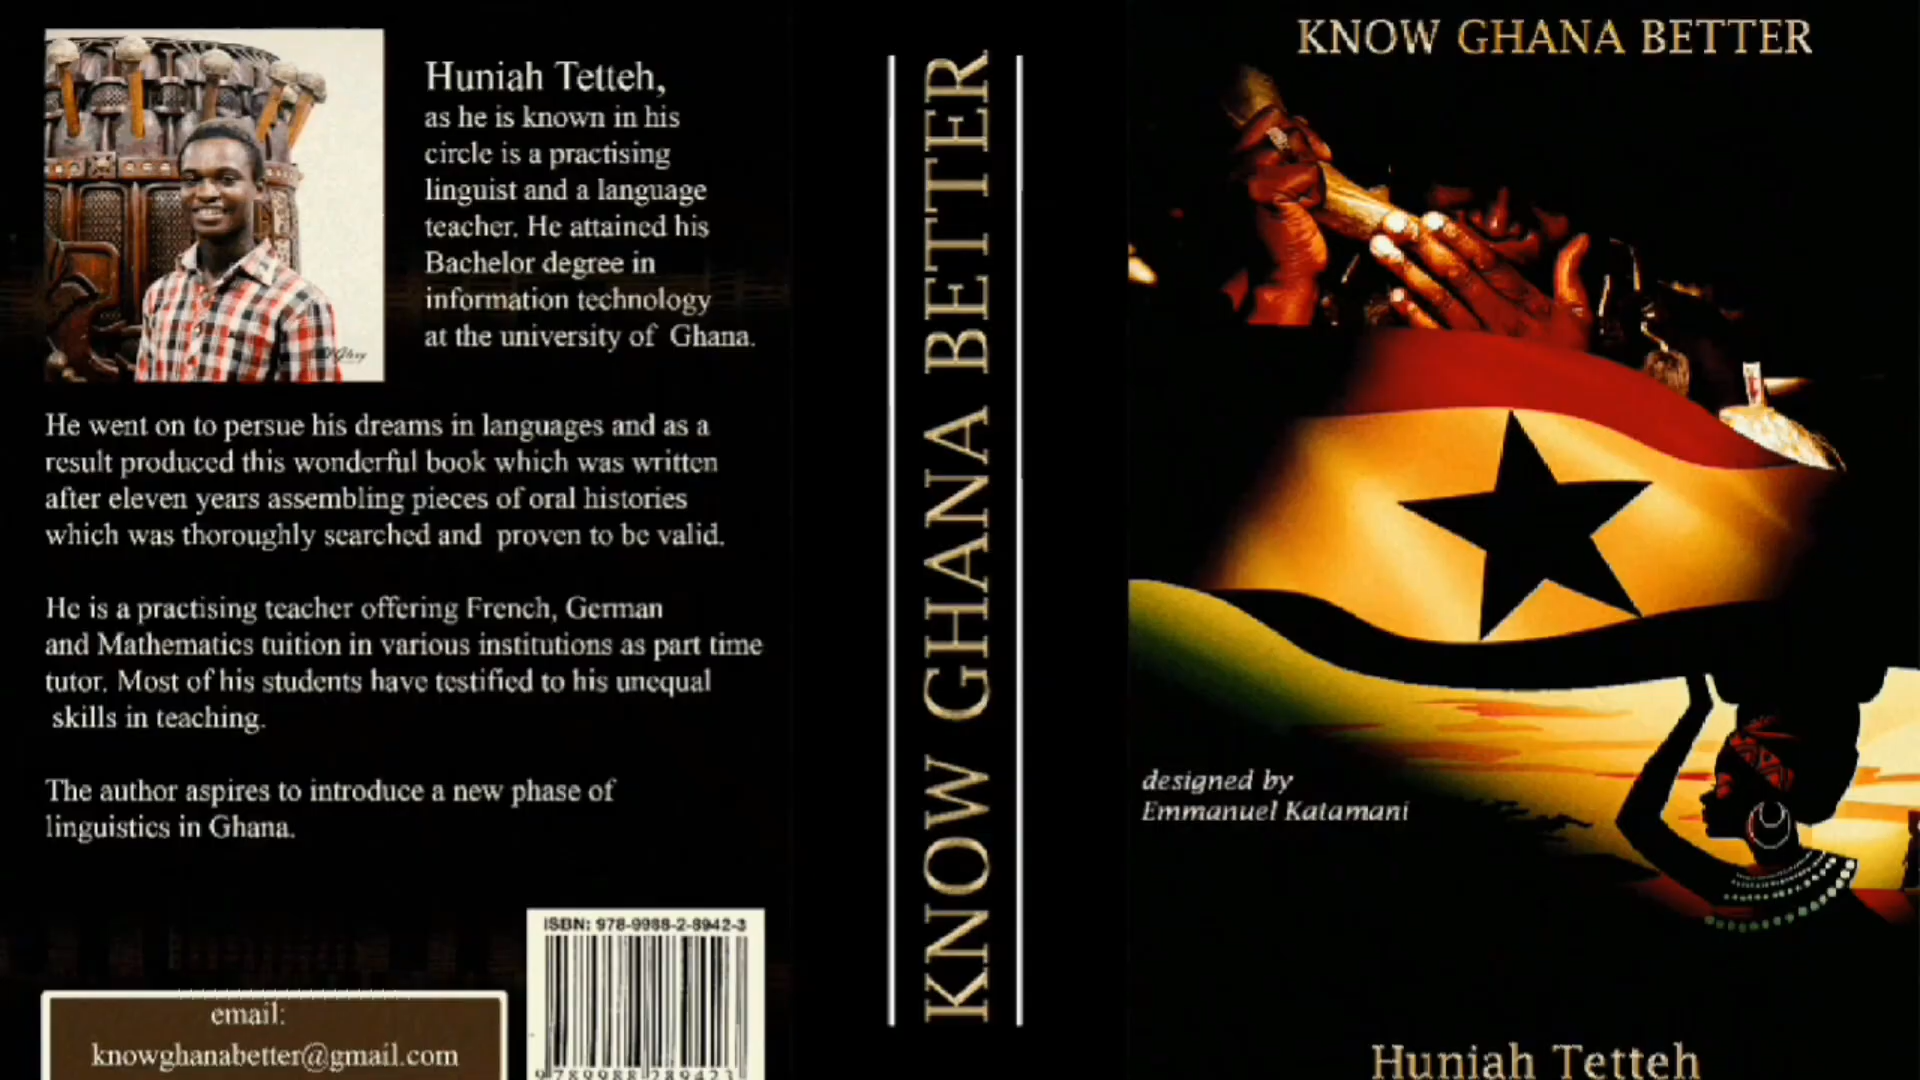 Huniah Tetteh,
as he is known in his
circle is a practising
linguist and a language
teacher. He attained his
Bachelor degree in
information technology
at the university of Ghana.
He went on to persue his dreams in languages and as a
result produced this wonderful book which was written
after eleven years assembling pieces of oral histories
which was thoroughly searched and proven to be valid.
He is a practising teacher offering French, German
and Mathematics tuition in various institutions as part time
tutor. Most of his students have testified to his unequal
skills in teaching.
The author aspires to introduce a new phase of
linguistics in Ghana.
email:
knowghanabetter@gmail.com
ISBN: 978-9988-2-8942-3
9 789988 289423
KNOW GHANA BETTER
KNOW GHANA BETTER
designed by
Emmanuel Katamani
Huniah Tetteh